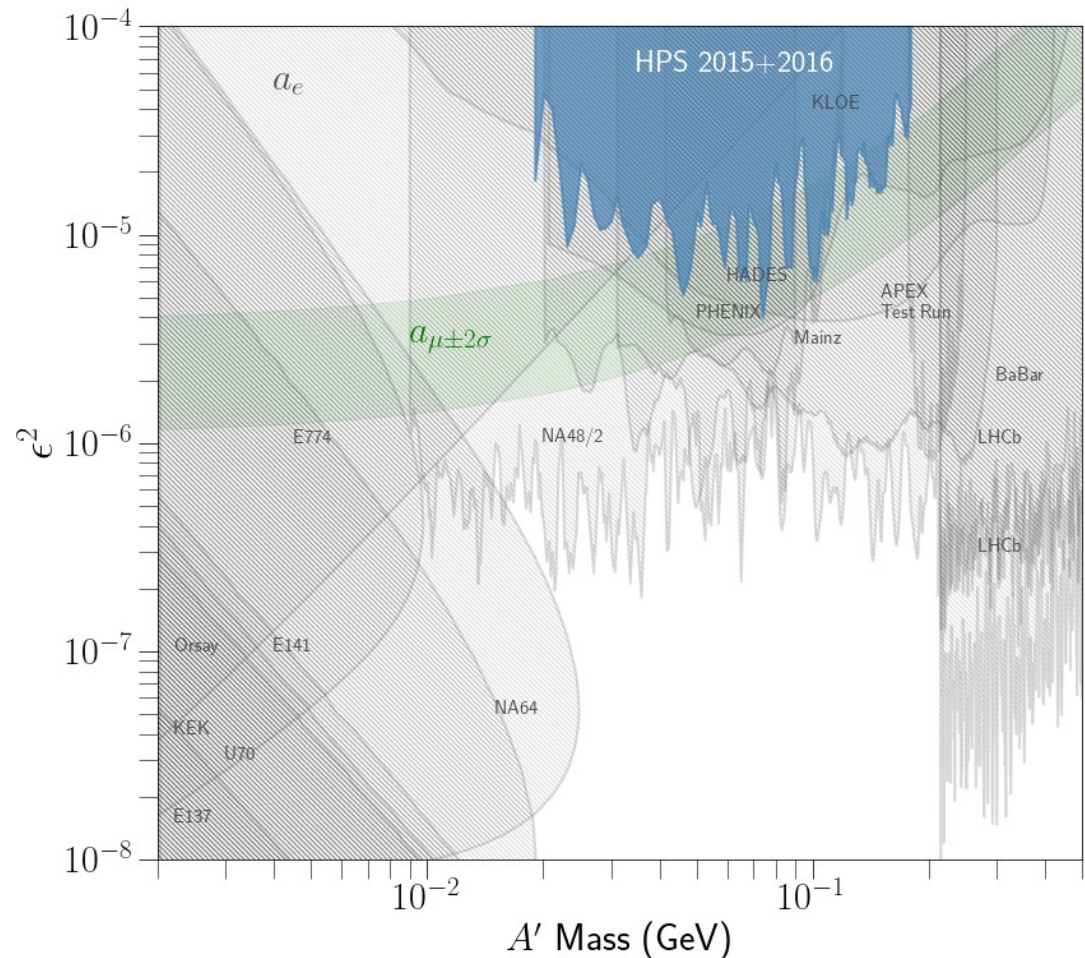 10⁻⁴
HPS 2015+2016
aₑ
KLOE
10⁻⁵
HADES
APEX
PHENIX
Test Run
a_μ±2σ
Mainz
BaBar
E774
NA48/2
LHCb
10⁻⁶
ϵ²
LHCb
10⁻⁷
Orsay
E141
NA64
KEK
U70
E137
10⁻⁸
10⁻²
10⁻¹
A′ Mass (GeV)